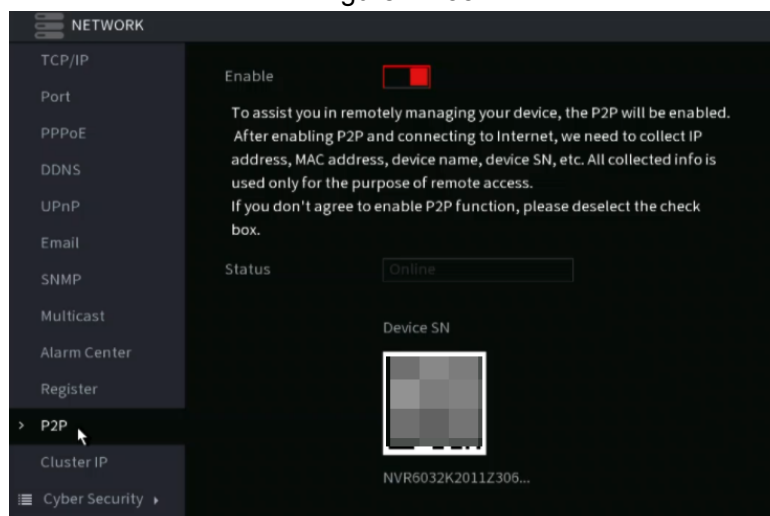 NETWORK
TCP/IP
Port
PPPoE
DDNS
UPnP
Email
SNMP
Multicast
Alarm Center
Register
P2P
Cluster IP
Cyber Security
Enable
To assist you in remotely managing your device, the P2P will be enabled.
After enabling P2P and connecting to Internet, we need to collect IP
address, MAC address, device name, device SN, etc. All collected info is
used only for the purpose of remote access.
If you don't agree to enable P2P function, please deselect the check
box.
Status
Online
Device SN
NVR6032K2011Z306...